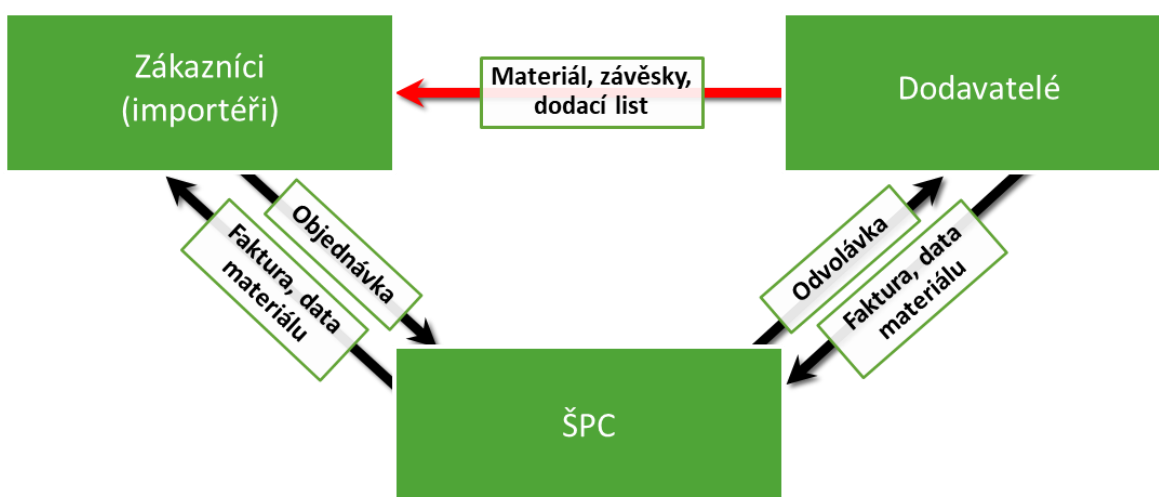 Zákazníci
(importéři)
Materiál, závěsky,
dodací list
Dodavatelé
Objednávka
Faktura, data
materiálu
Odvolávka
Faktura, data
materiálu
ŠPC